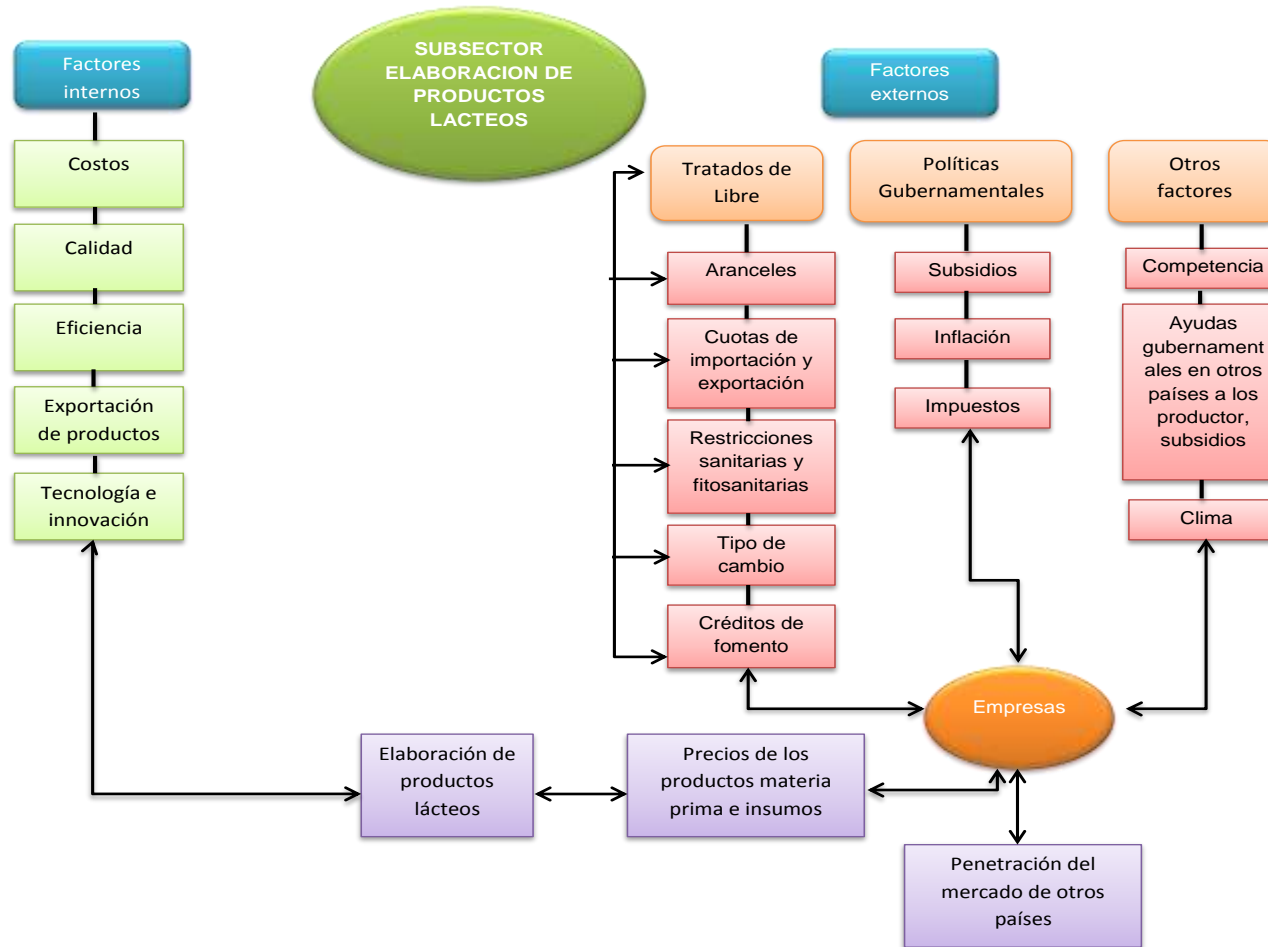 Factores
internos
Costos
Calidad
Eficiencia
Exportación
de productos
Tecnología e
innovación
SUBSECTOR
ELABORACION DE
PRODUCTOS
LACTEOS
Factores
externos
Tratados de
Libre
Aranceles
Cuotas de
importación y
exportación
Restricciones
sanitarias y
fitosanitarias
Tipo de
cambio
Créditos de
fomento
Políticas
Gubernamentales
Subsidios
Inflación
Impuestos
Otros
factores
Competencia
Ayudas
gubernament
ales en otros
países a los
productor,
subsidios
Clima
Empresas
Elaboración de
productos
lácteos
Precios de los
productos materia
prima e insumos
Penetración del
mercado de otros
países